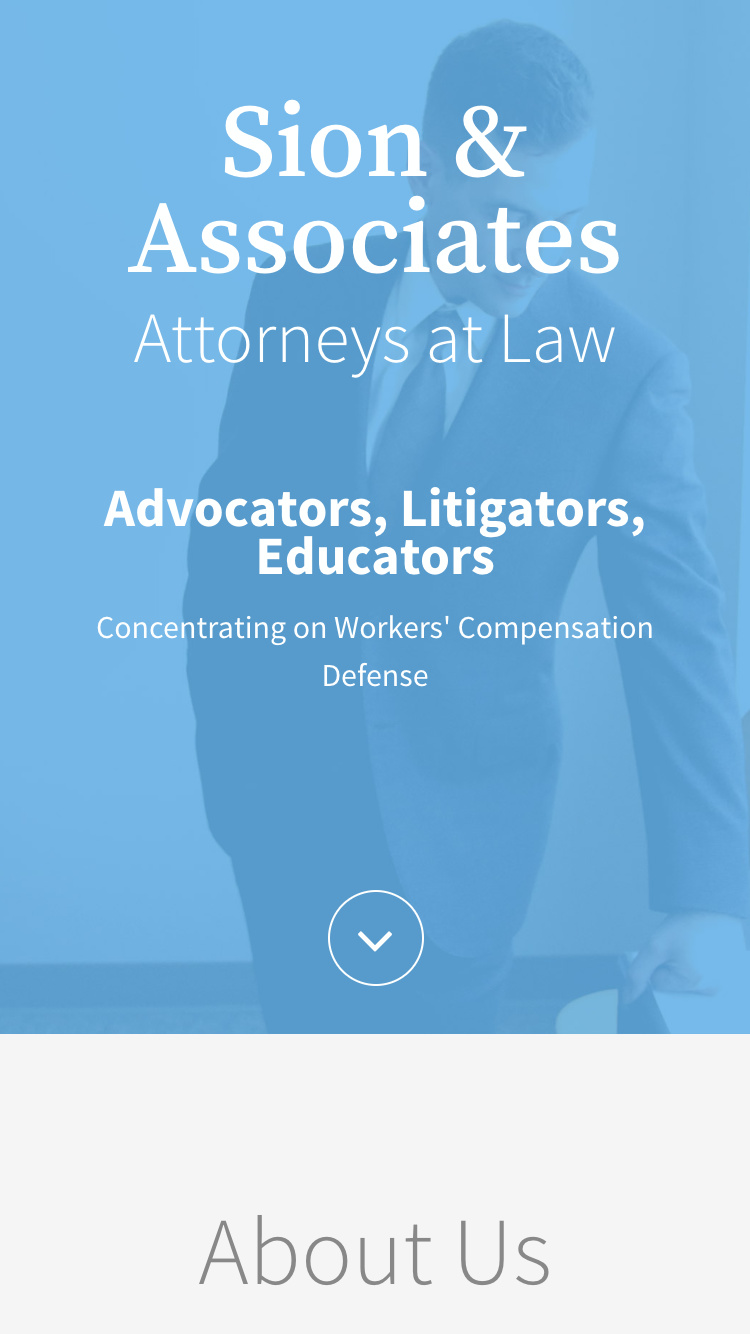 Sion &
Associates
Attorneys at Law
Advocators, Litigators,
Educators
Concentrating on Workers' Compensation
Defense
About Us